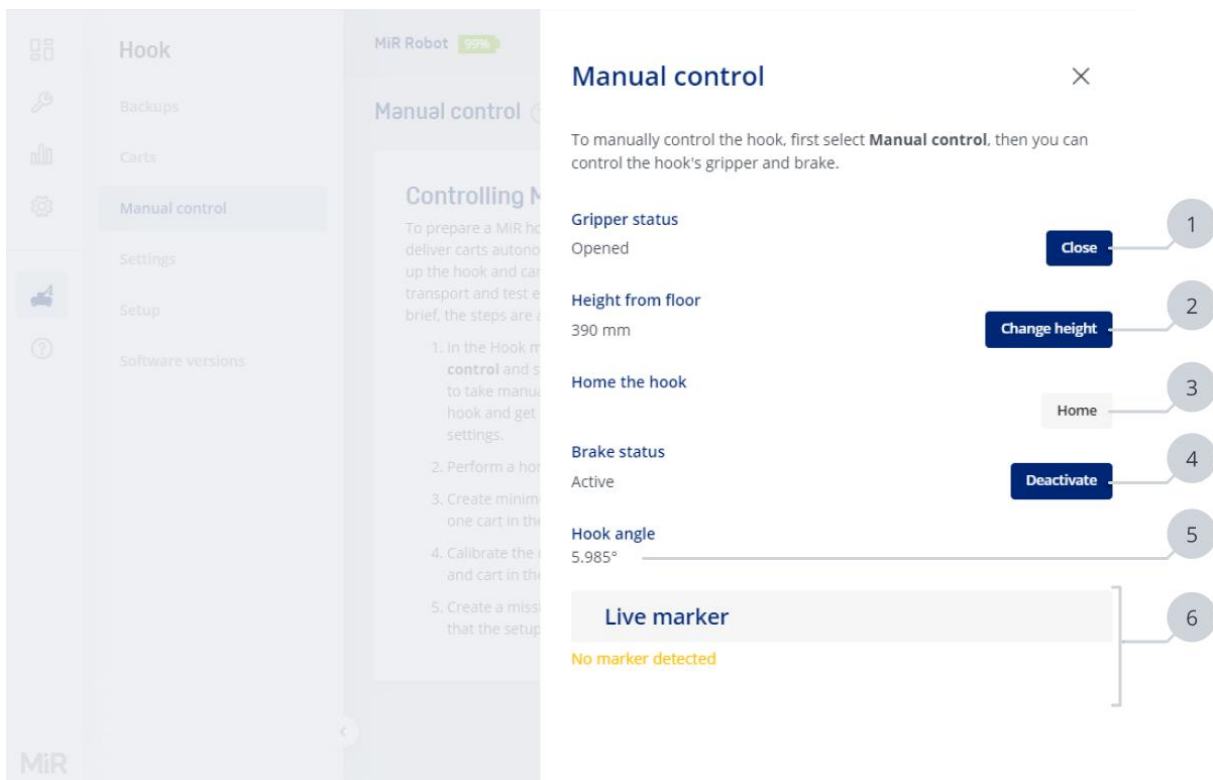 Hook
Backups
Carts
Manual control
Settings
Setup
Software versions
MiR
MiR Robot 99%
Manual control
Controlling M
To prepare a MiR ho
deliver carts autono
up the hook and car
transport and test e
brief, the steps are a
1. In the Hook m
control and s
to take manua
hook and get
settings.
2. Perform a hom
3. Create minim
one cart in the
4. Calibrate the
and cart in the
5. Create a missi
that the setup
Manual control
To manually control the hook, first select Manual control, then you can
control the hook's gripper and brake.
Gripper status
Opened
Close
1
Height from floor
390 mm
Change height
2
Home the hook
Home
3
Brake status
Active
Deactivate
4
Hook angle
5.985°
5
Live marker
No marker detected
6